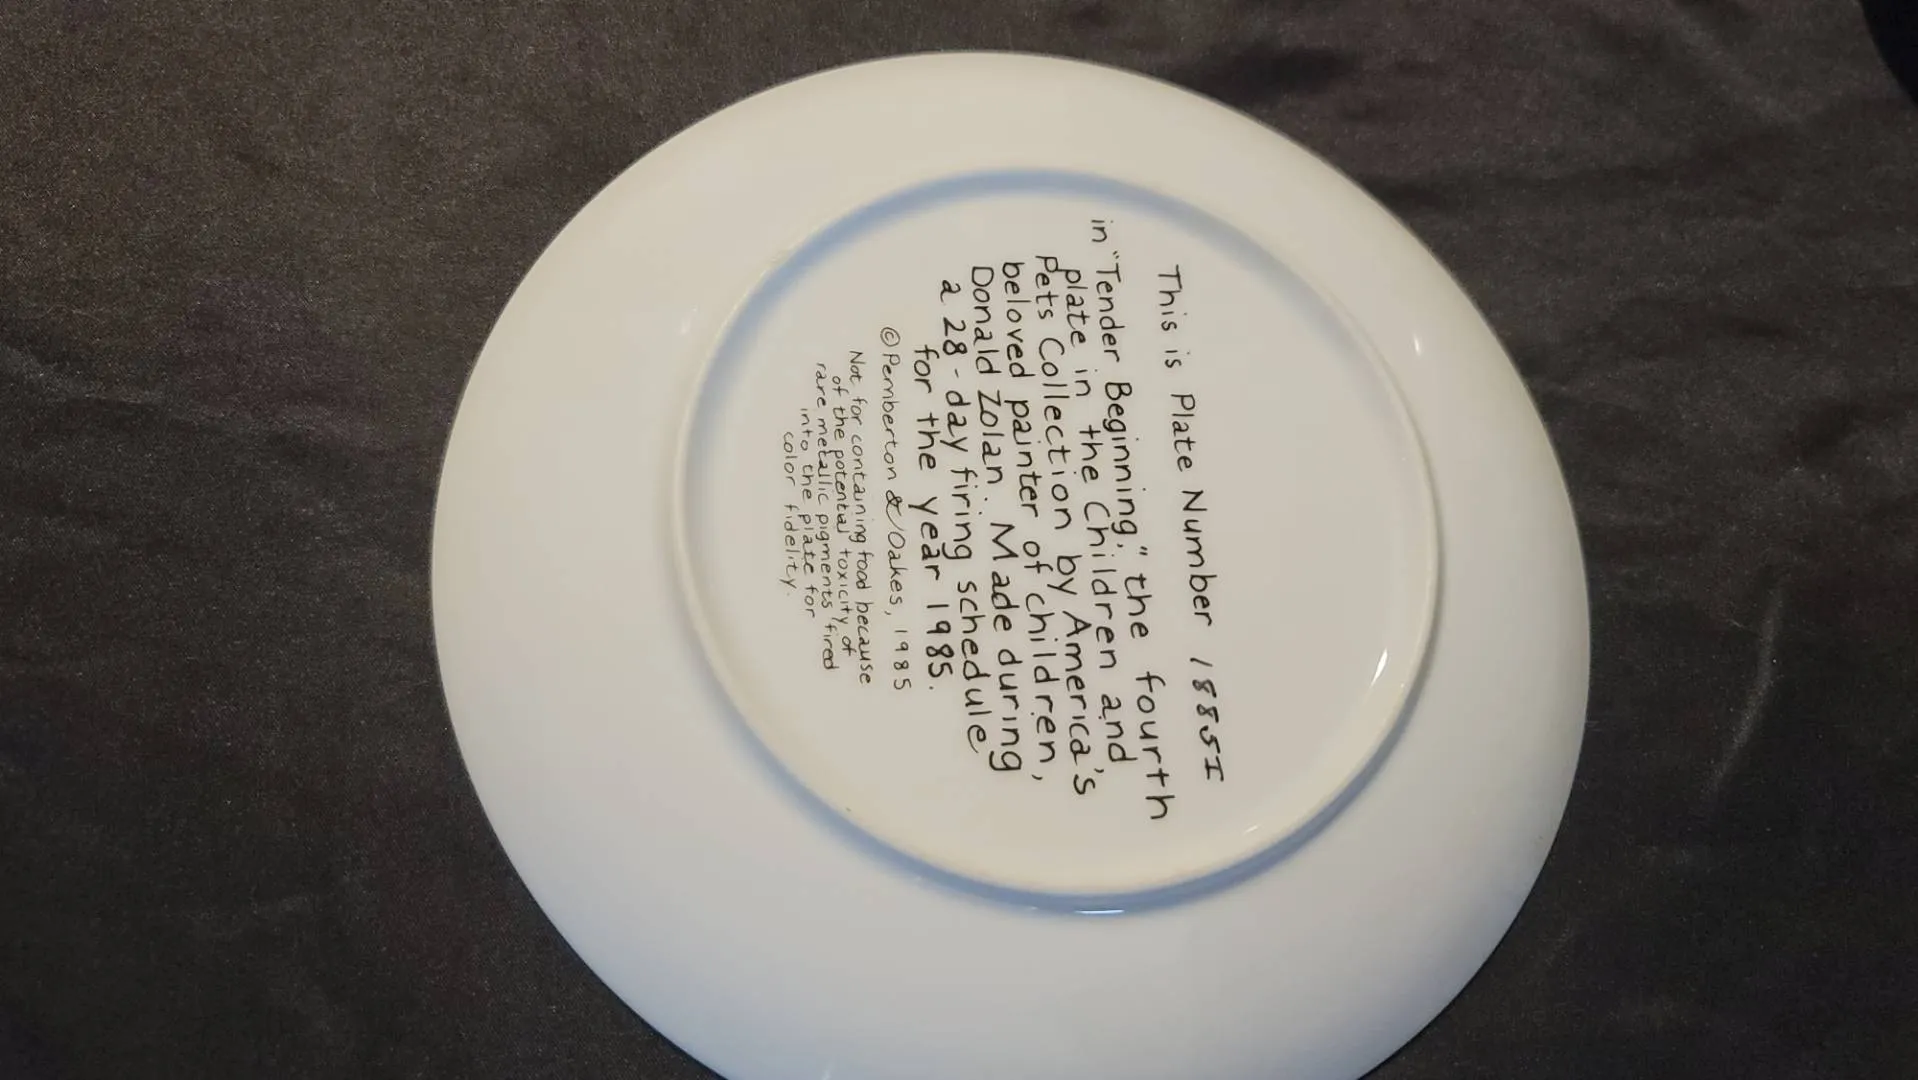 This is Plate Number 1885I
in "Tender Beginning," the fourth
plate in the Children and
Pets Collection by America's
beloved painter of children,
Donald Zolan. Made during
a 28-day firing schedule
for the year 1985.
© Pemberton & Oakes, 1985
Not for containing food because
of the potential toxicity of
rare metallic pigments fired
into the plate for
color fidelity.